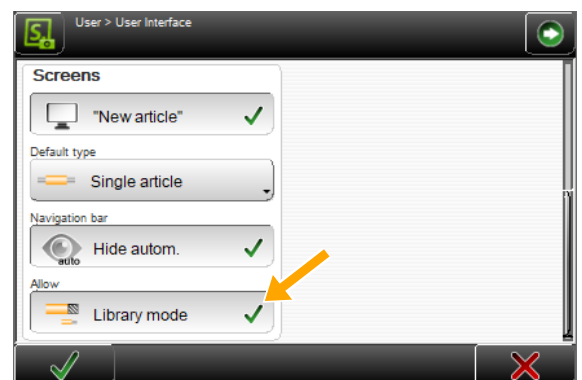 S.
User > User Interface
Screens
"New article"
Default type
Single article
Navigation bar
Hide autom.
auto
Allow
Library mode